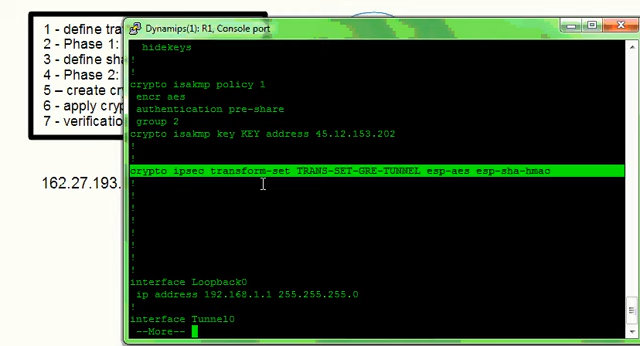 1 - define tra
2 - Phase 1:
3 - define sha
4 - Phase 2:
5 – create cry
6 - apply cryp
7 - verification
162.27.193.
Dynamips(1): R1, Console port
hidekeys
!
!
crypto isakmp policy 1
encr aes
authentication pre-share
group 2
crypto isakmp key KEY address 45.12.153.202
!
!
crypto ipsec transform-set TRANS-SET-GRE-TUNNEL esp-aes esp-sha-hmac
!
!
!
!
!
!
!
interface Loopback0
ip address 192.168.1.1 255.255.255.0
!
interface Tunnel0
--More--